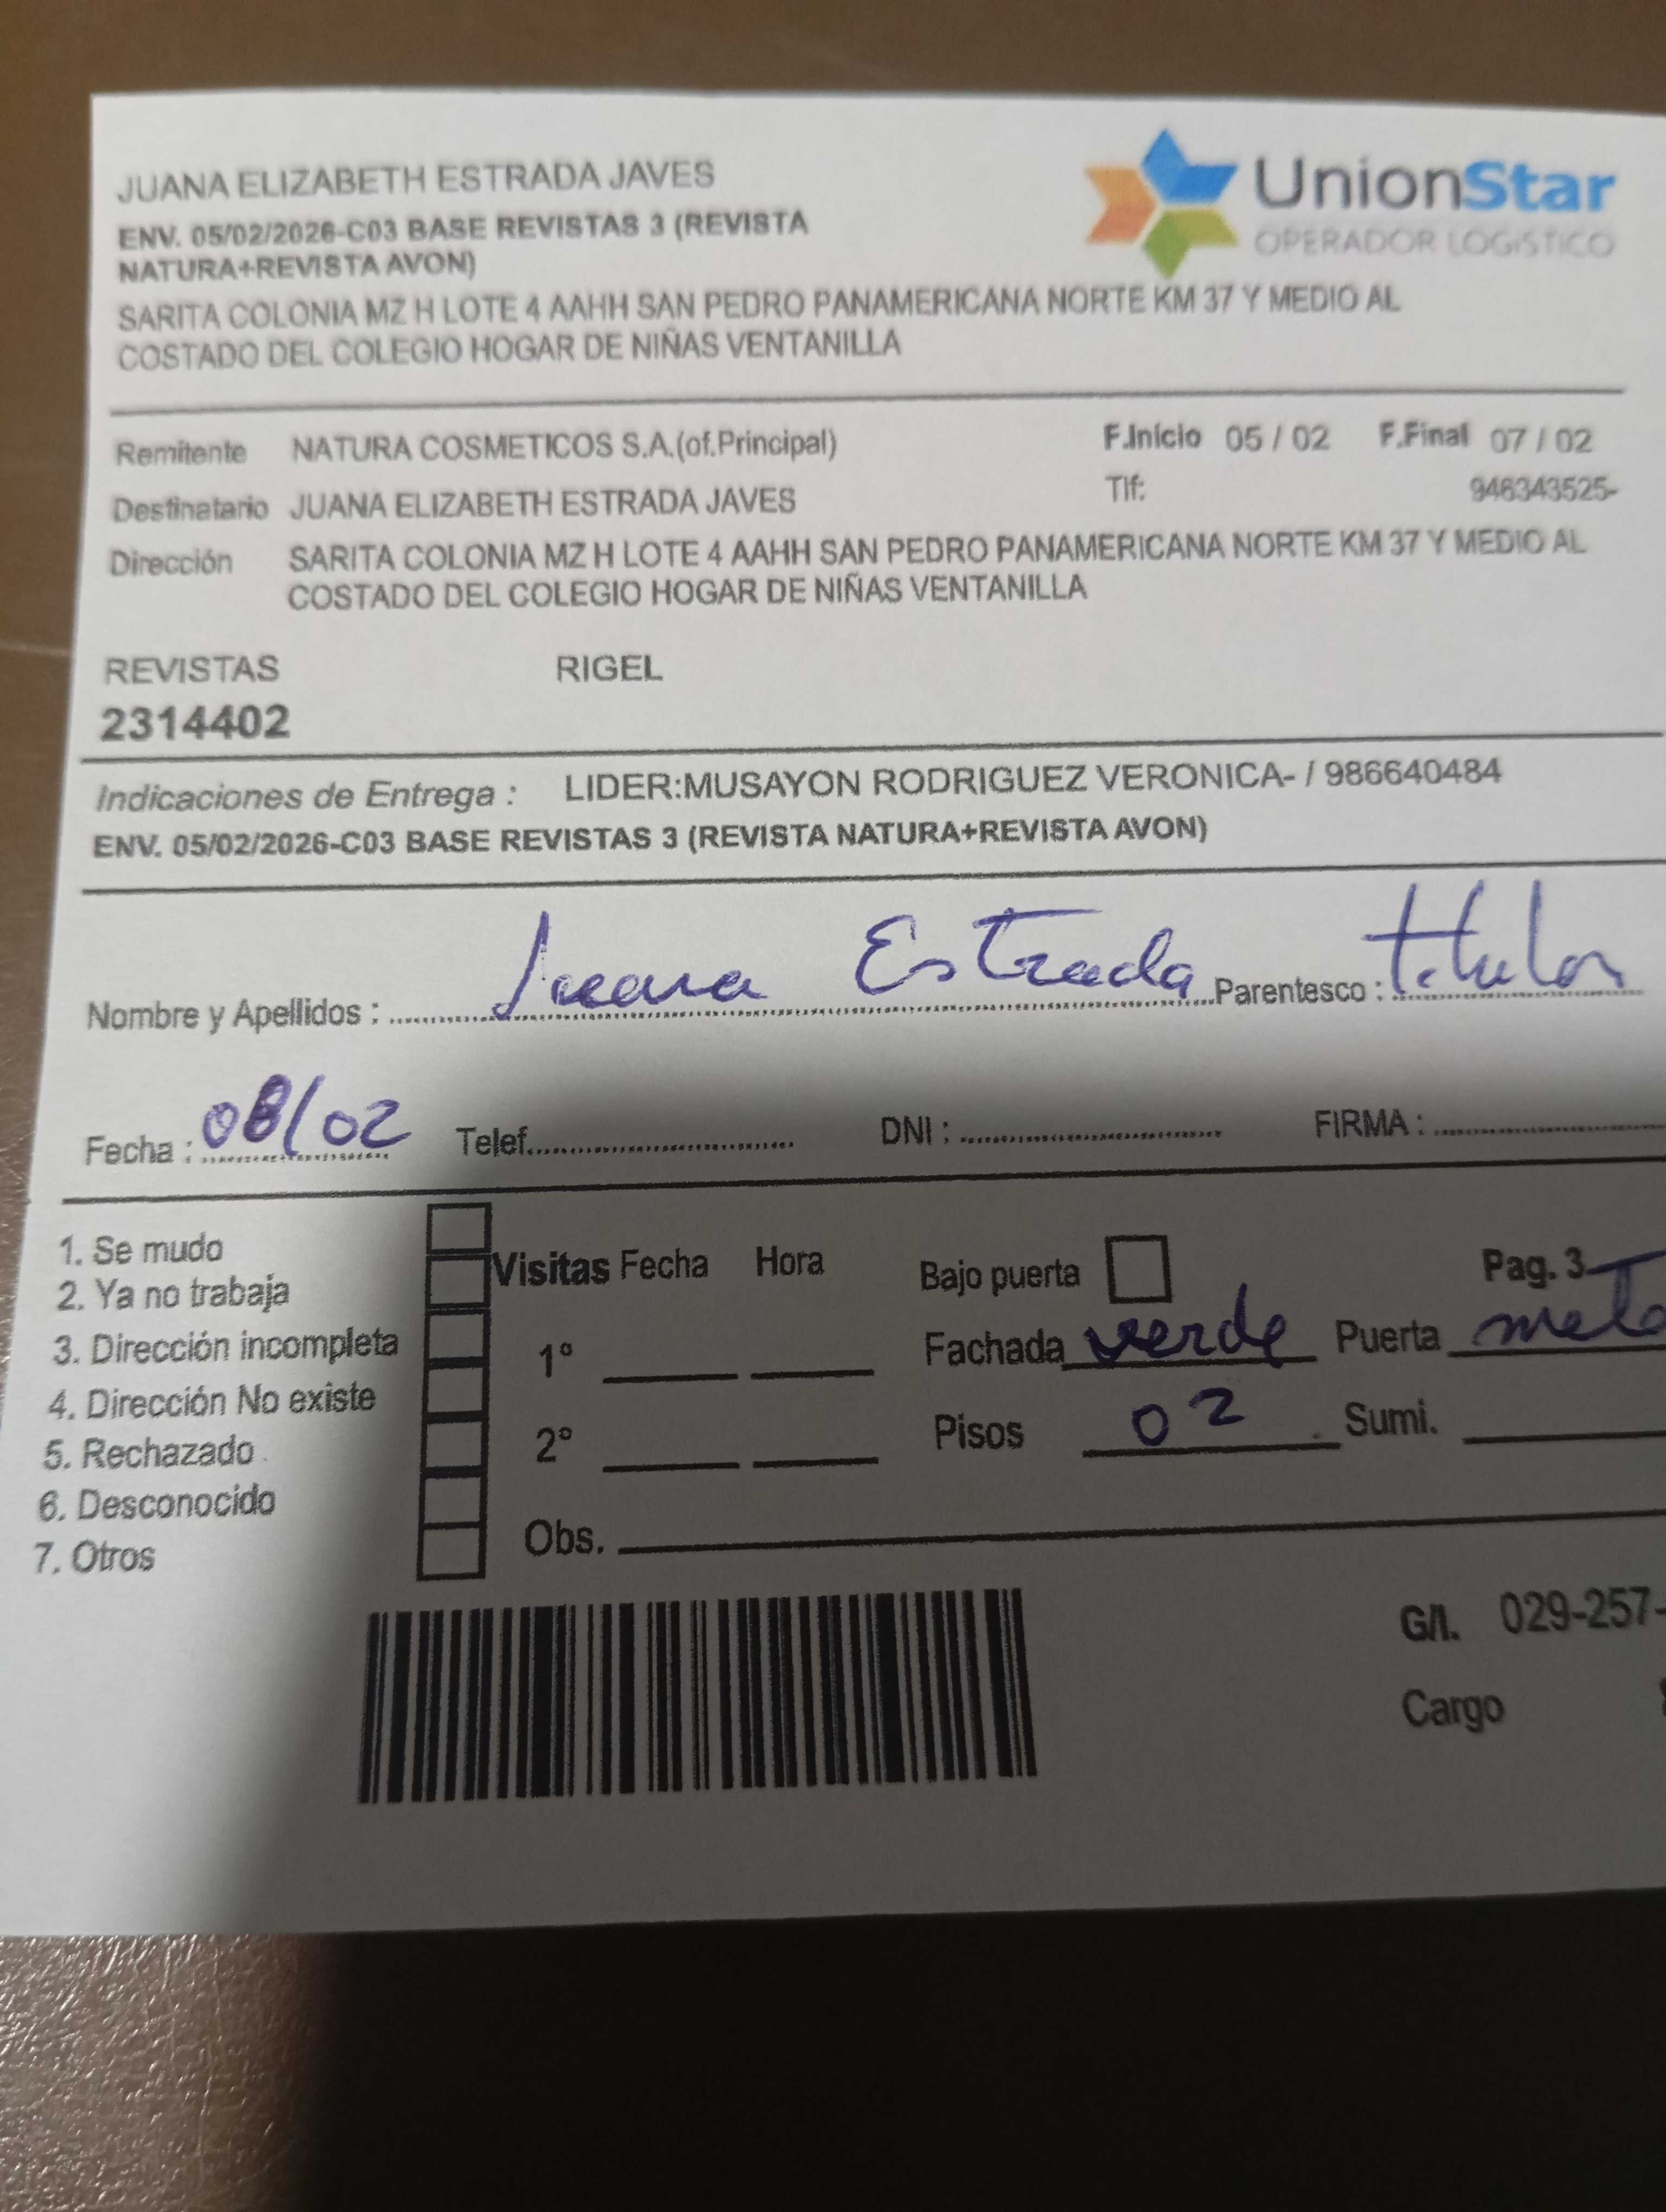 JUANA ELIZABETH ESTRADA JAVES
UnionStar
OPERADOR LOGISTICO
ENV. 05/02/2026-C03 BASE REVISTAS 3 (REVISTA
NATURA+REVISTA AVON)
SARITA COLONIA MZ H LOTE 4 AAHH SAN PEDRO PANAMERICANA NORTE KM 37 Y MEDIO AL
COSTADO DEL COLEGIO HOGAR DE NIÑAS VENTANILLA
Remitente NATURA COSMETICOS S.A.(of.Principal) F.Inicio 05 / 02 F.Final 07 / 02
Destinatario JUANA ELIZABETH ESTRADA JAVES Tlf: 946343525-
Dirección SARITA COLONIA MZ H LOTE 4 AAHH SAN PEDRO PANAMERICANA NORTE KM 37 Y MEDIO AL
COSTADO DEL COLEGIO HOGAR DE NIÑAS VENTANILLA
REVISTAS RIGEL
2314402
Indicaciones de Entrega : LIDER:MUSAYON RODRIGUEZ VERONICA- / 986640484
ENV. 05/02/2026-C03 BASE REVISTAS 3 (REVISTA NATURA+REVISTA AVON)
Nombre y Apellidos : Juana Estrada Parentesco : titular
Fecha : 08/02 Telef. DNI : FIRMA :
1. Se mudo
2. Ya no trabaja
3. Dirección incompleta
4. Dirección No existe
5. Rechazado
6. Desconocido
7. Otros
Visitas Fecha Hora
1°
2°
Obs.
Bajo puerta Pag. 3
Fachada verde Puerta
Pisos 02 Sumi.
G/I. 029-257-
Cargo